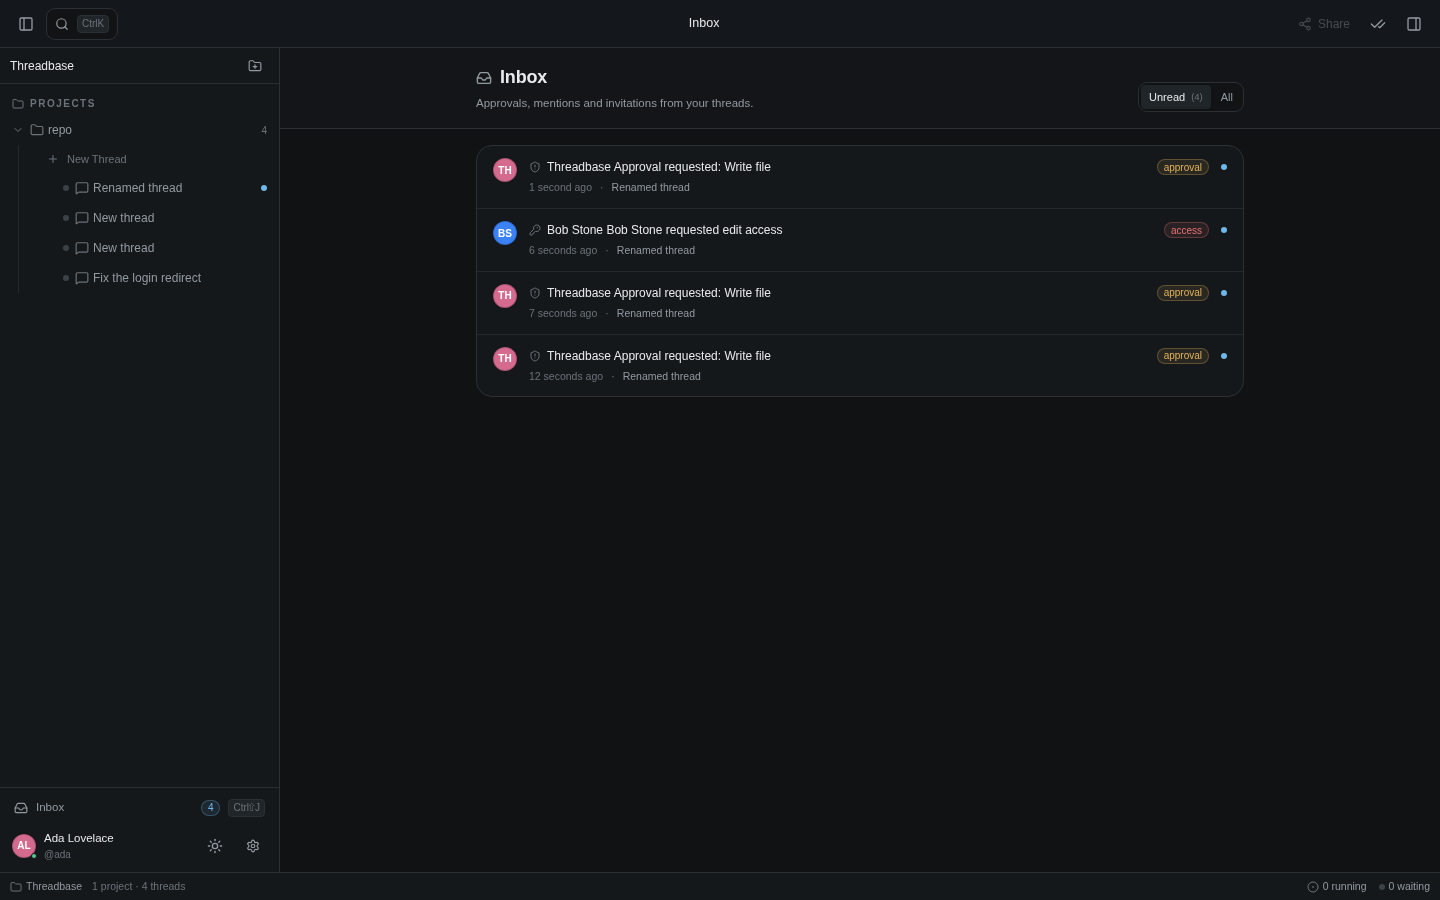 CtrlK
Inbox
Share
Threadbase
PROJECTS
repo 4
New Thread
Renamed thread
New thread
New thread
Fix the login redirect
Inbox
Approvals, mentions and invitations from your threads.
Unread (4) All
TH Threadbase Approval requested: Write file approval
1 second ago · Renamed thread
BS Bob Stone Bob Stone requested edit access access
6 seconds ago · Renamed thread
TH Threadbase Approval requested: Write file approval
7 seconds ago · Renamed thread
TH Threadbase Approval requested: Write file approval
12 seconds ago · Renamed thread
Inbox 4 Ctrl⇧J
AL Ada Lovelace
@ada
Threadbase 1 project · 4 threads
0 running 0 waiting